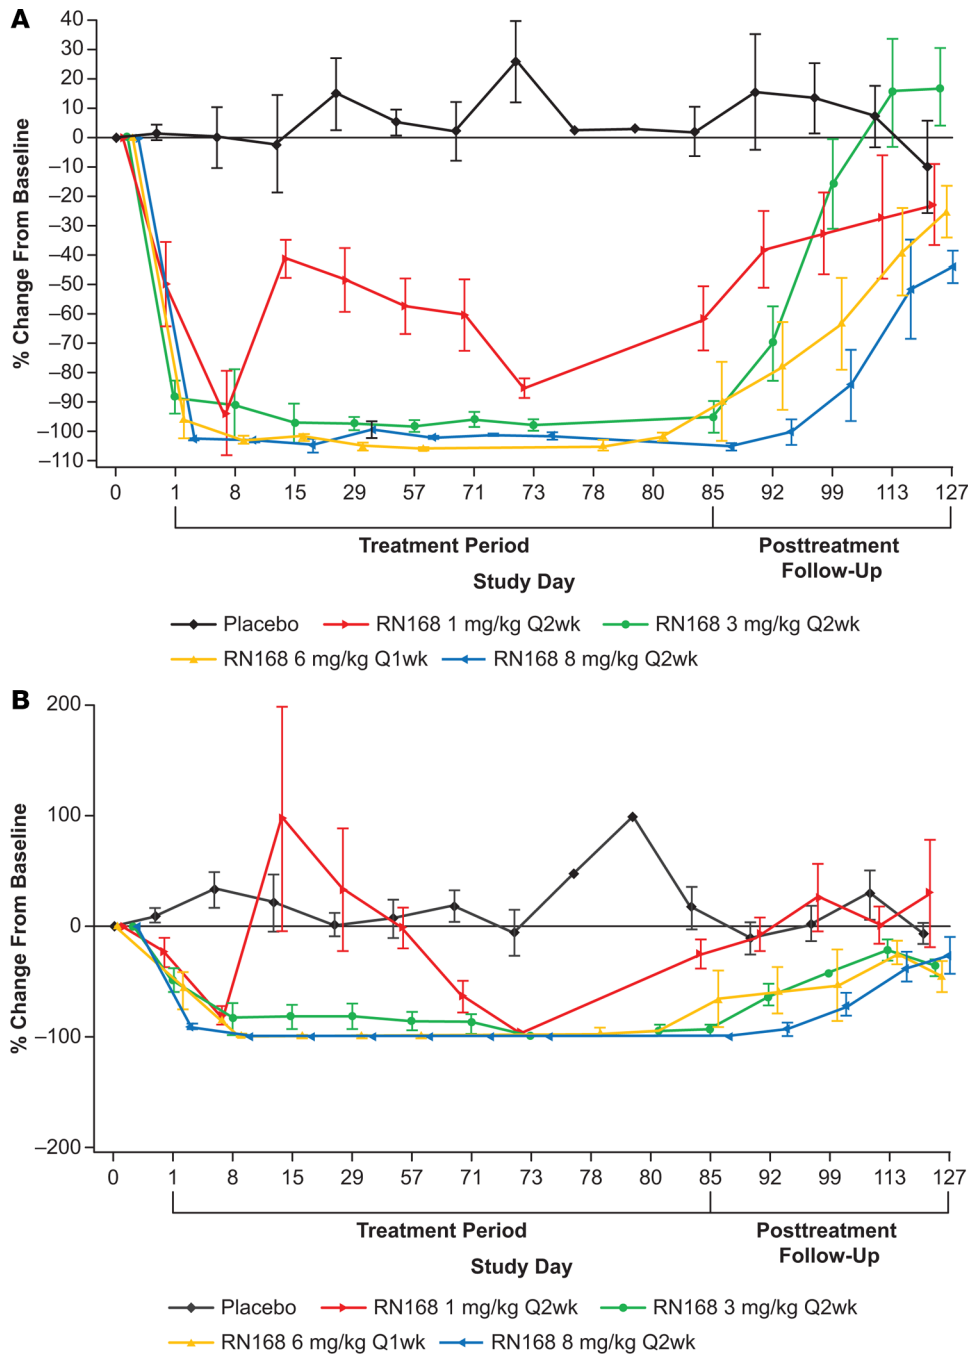 A
% Change From Baseline
40
30
20
10
0
–10
–20
–30
–40
–50
–60
–70
–80
–90
–100
–110
0 1 8 15 29 57 71 73 78 80 85 92 99 113 127
Treatment Period Posttreatment
Follow-Up
Study Day
Placebo RN168 1 mg/kg Q2wk RN168 3 mg/kg Q2wk
RN168 6 mg/kg Q1wk RN168 8 mg/kg Q2wk
B
% Change From Baseline
200
100
0
–100
–200
0 1 8 15 29 57 71 73 78 80 85 92 99 113 127
Treatment Period Posttreatment
Follow-Up
Study Day
Placebo RN168 1 mg/kg Q2wk RN168 3 mg/kg Q2wk
RN168 6 mg/kg Q1wk RN168 8 mg/kg Q2wk